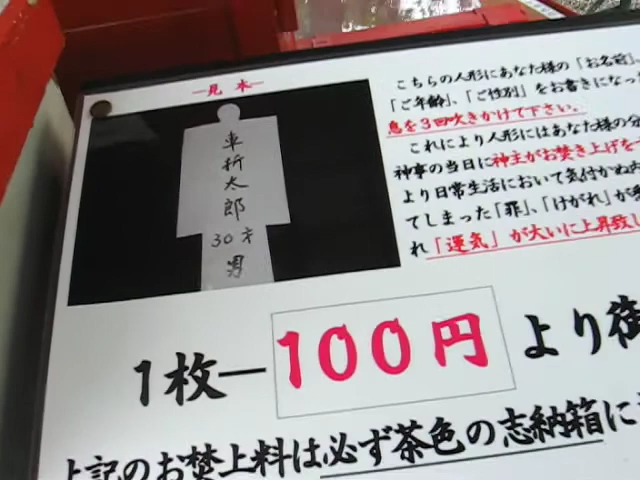 ―見本―
車折太郎
30才
男
こちらの人形にあなた様の「お名前」、
「ご年齢」、「ご性別」をお書きになっ
息を3回吹きかけて下さい。
これにより人形にはあなた様の分
神事の当日に神主がお焚き上げを
より日常生活において気付かぬ内
てしまった「罪」、「けがれ」が
れ「運気」が大いに上昇致し
1枚―100円より御
上記のお焚上料は必ず茶色の志納箱に